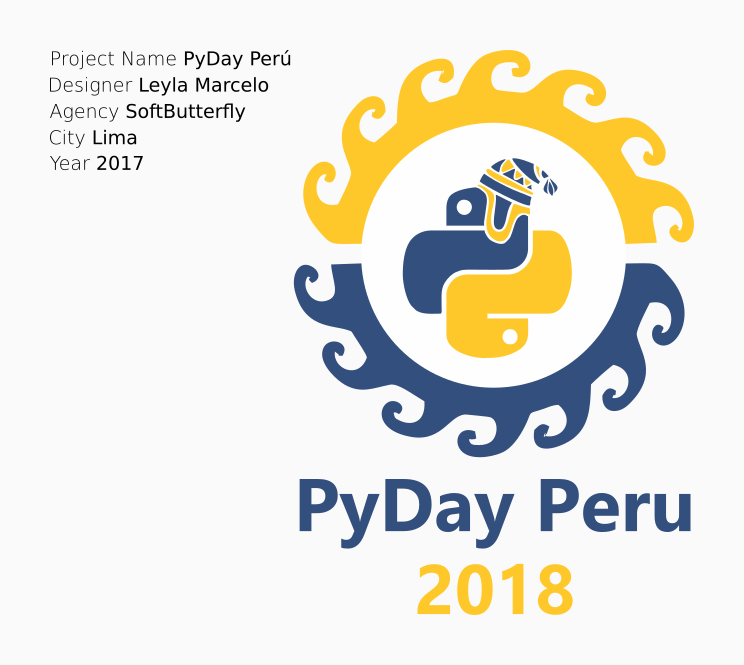 Project Name PyDay Perú
Designer Leyla Marcelo
Agency SoftButterfly
City Lima
Year 2017
PyDay Peru
2018